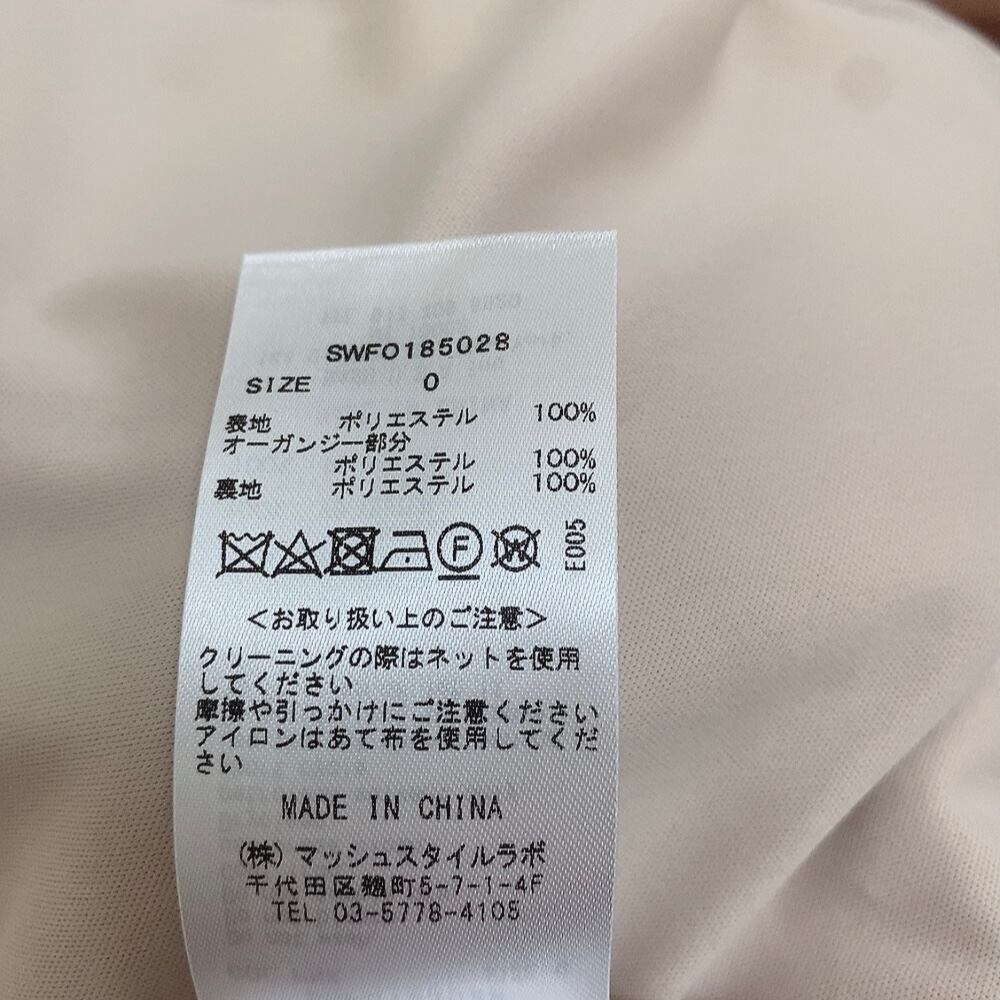 SWFO185028
SIZE 0
表地 ポリエステル 100%
オーガンジー部分
ポリエステル 100%
裏地 ポリエステル 100%
F W E005
<お取り扱い上のご注意>
クリーニングの際はネットを使用
してください
摩擦や引っかけにご注意ください
アイロンはあて布を使用してくだ
さい
MADE IN CHINA
(株)マッシュスタイルラボ
千代田区麹町5-7-1-4F
TEL 03-5778-4105